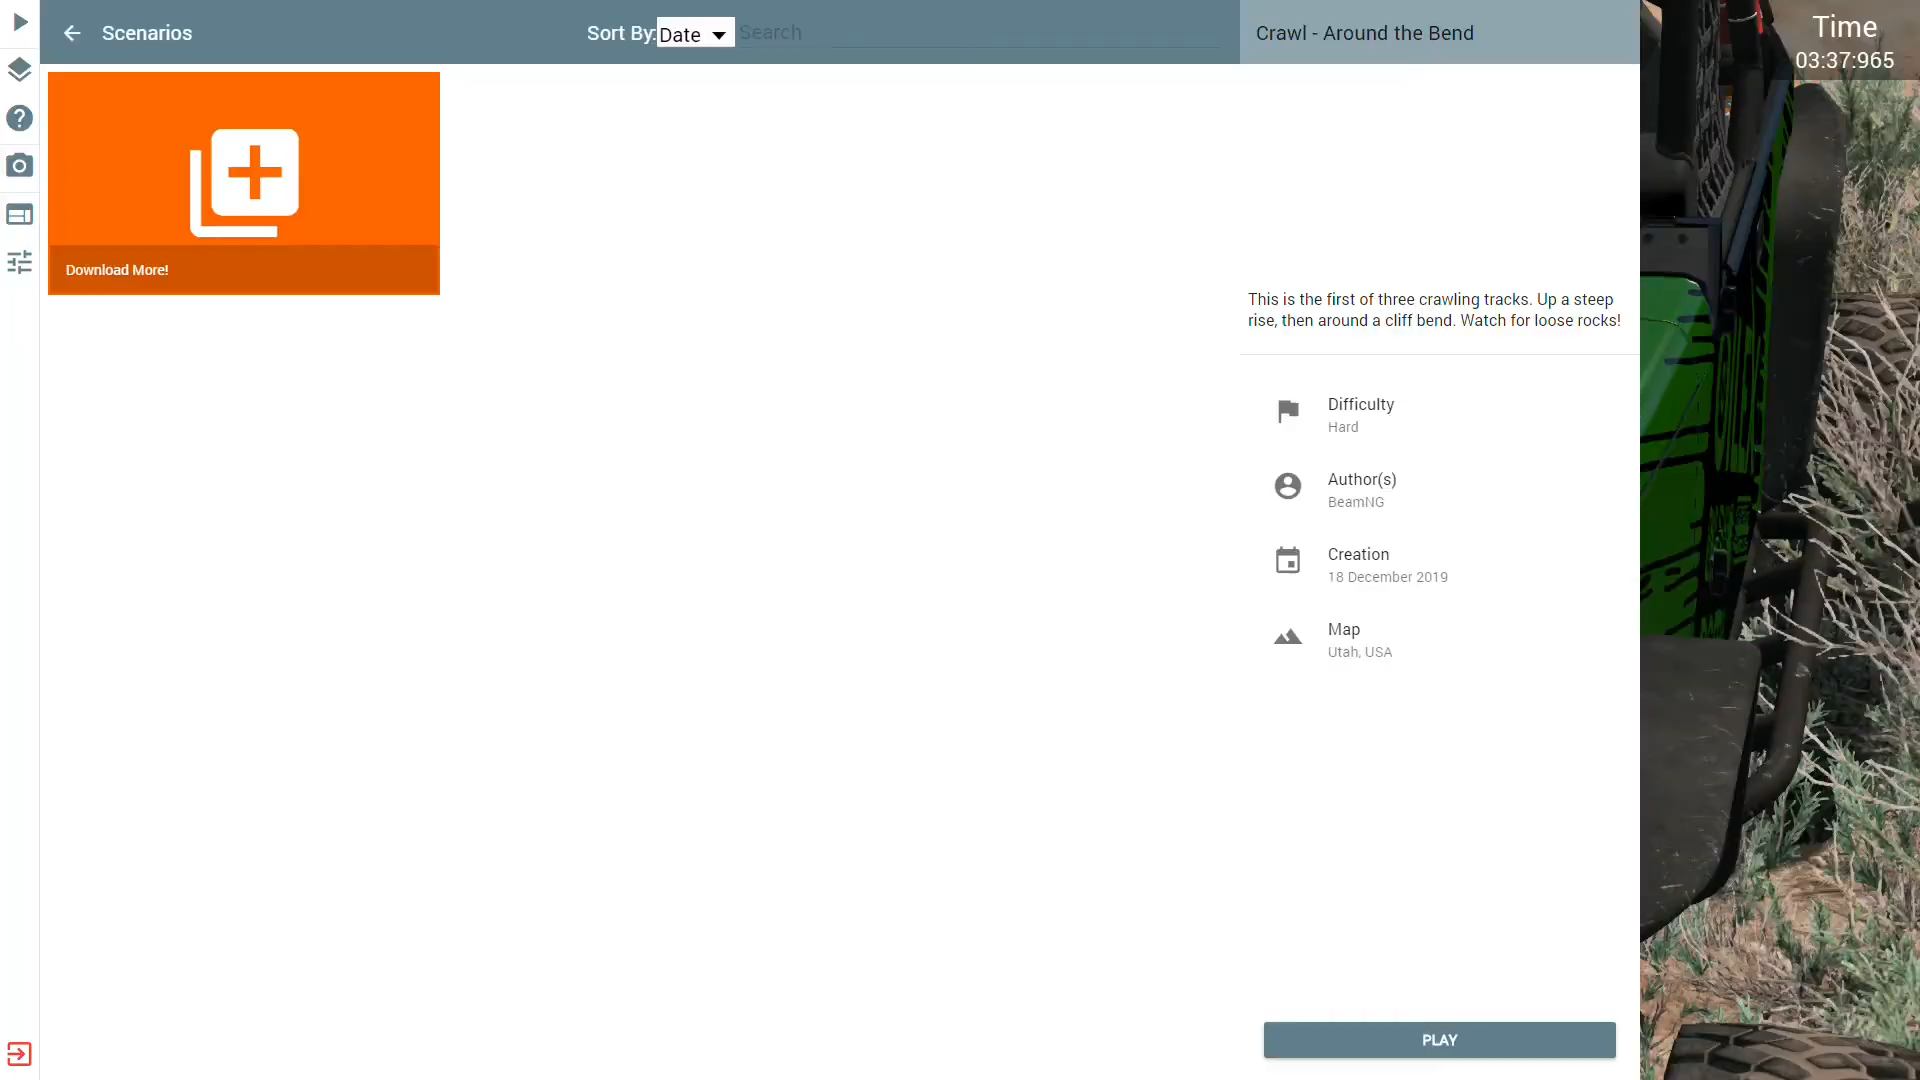 Scenarios
Sort By: Date
Search
Crawl - Around the Bend
Time
03:37:965
Download More!
This is the first of three crawling tracks. Up a steep
rise, then around a cliff bend. Watch for loose rocks!
Difficulty
Hard
Author(s)
BeamNG
Creation
18 December 2019
Map
Utah, USA
PLAY